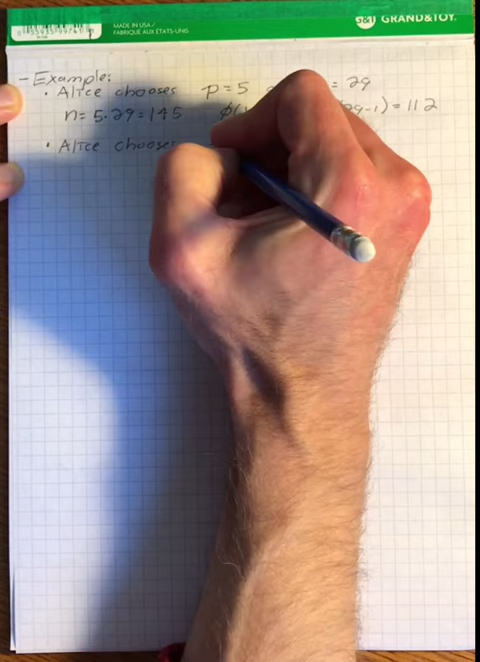 MADE IN USA /
FABRIQUÉ AUX ÉTATS-UNIS
G&T GRAND&TOY.
- Example:
• Alice chooses p = 5 = 29
n = 5·29 = 145 ϕ( 29-1) = 112
• Alice chooses